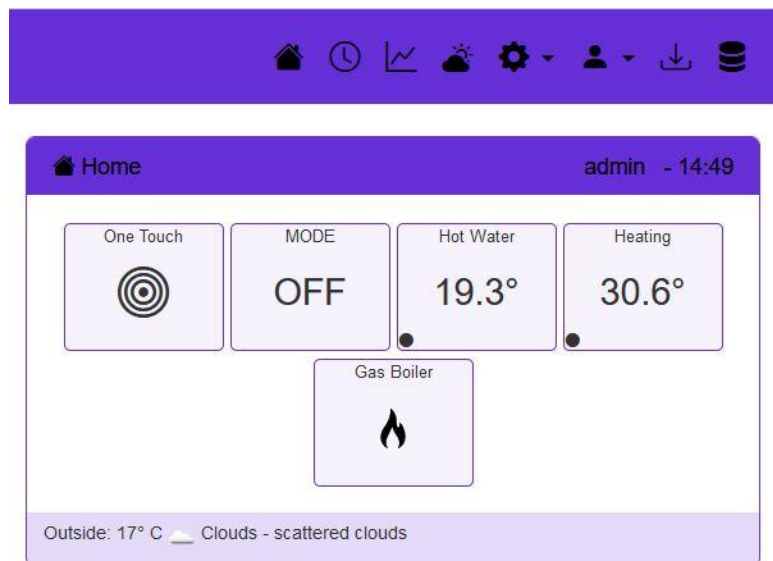 Home
admin - 14:49
One Touch
MODE
Hot Water
Heating
OFF
19.3°
30.6°
Gas Boiler
Outside: 17° C Clouds - scattered clouds